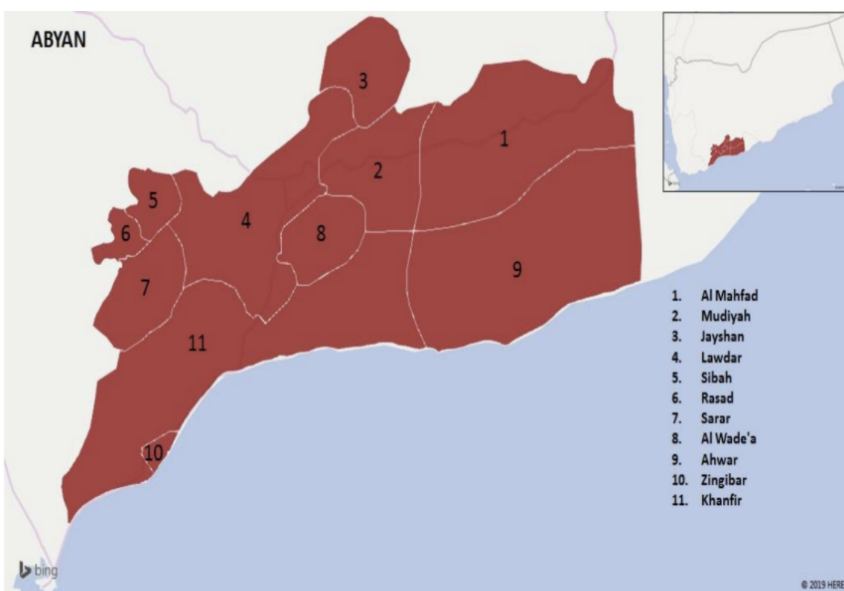 ABYAN
3
1
2
5
4
6
8
9
7
11
10
1. Al Mahfad
2. Mudiyah
3. Jayshan
4. Lawdar
5. Sibah
6. Rasad
7. Sarar
8. Al Wade'a
9. Ahwar
10. Zingibar
11. Khanfir
bing
© 2019 HERE